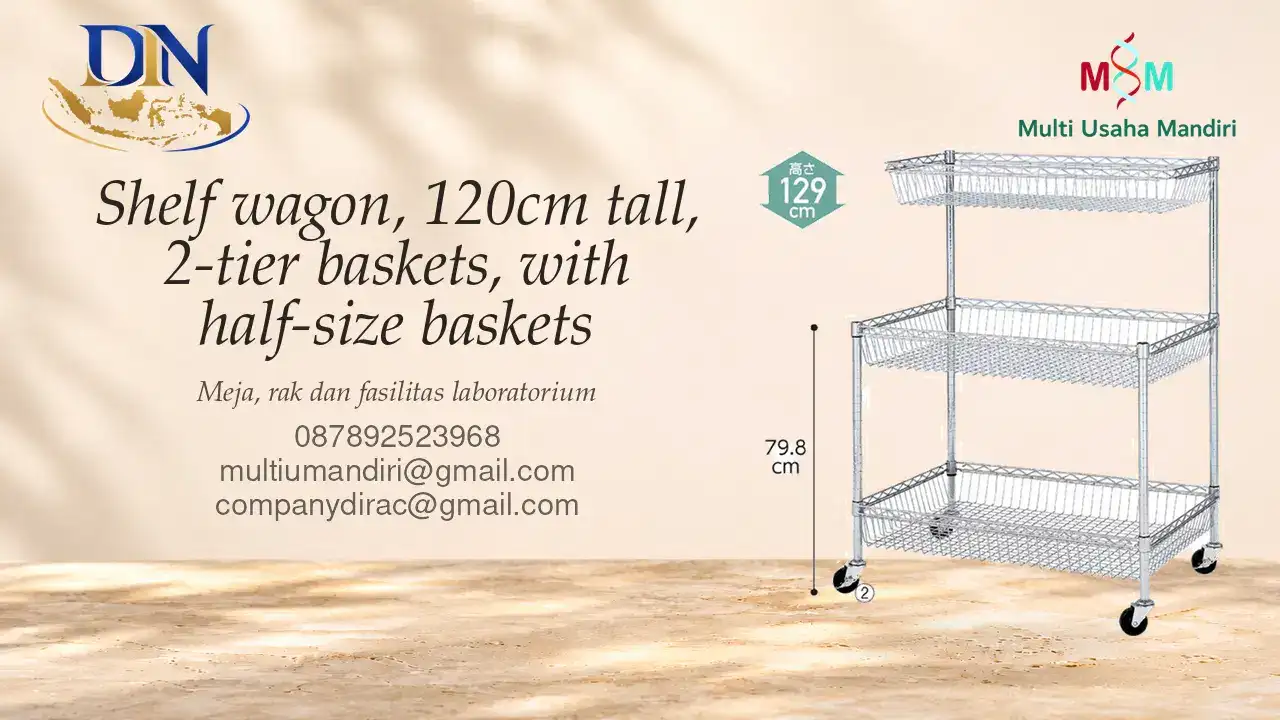 DIN
M M
Multi Usaha Mandiri
Shelf wagon, 120cm tall,
2-tier baskets, with
half-size baskets
Meja, rak dan fasilitas laboratorium
087892523968
multiumandiri@gmail.com
companydirac@gmail.com
高さ
129
cm
79.8
cm
2